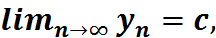 lim_{n→∞} y_n = c,